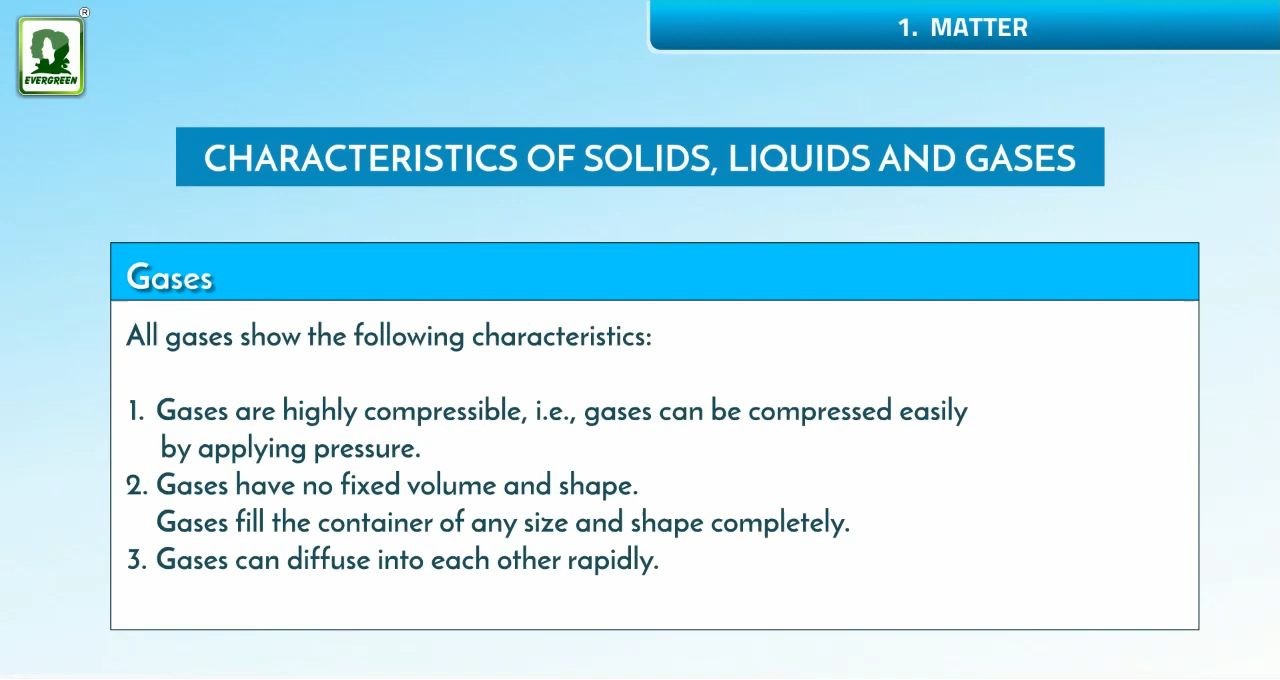 ®
EVERGREEN
1. MATTER
CHARACTERISTICS OF SOLIDS, LIQUIDS AND GASES
Gases
All gases show the following characteristics:
1. Gases are highly compressible, i.e., gases can be compressed easily
by applying pressure.
2. Gases have no fixed volume and shape.
Gases fill the container of any size and shape completely.
3. Gases can diffuse into each other rapidly.